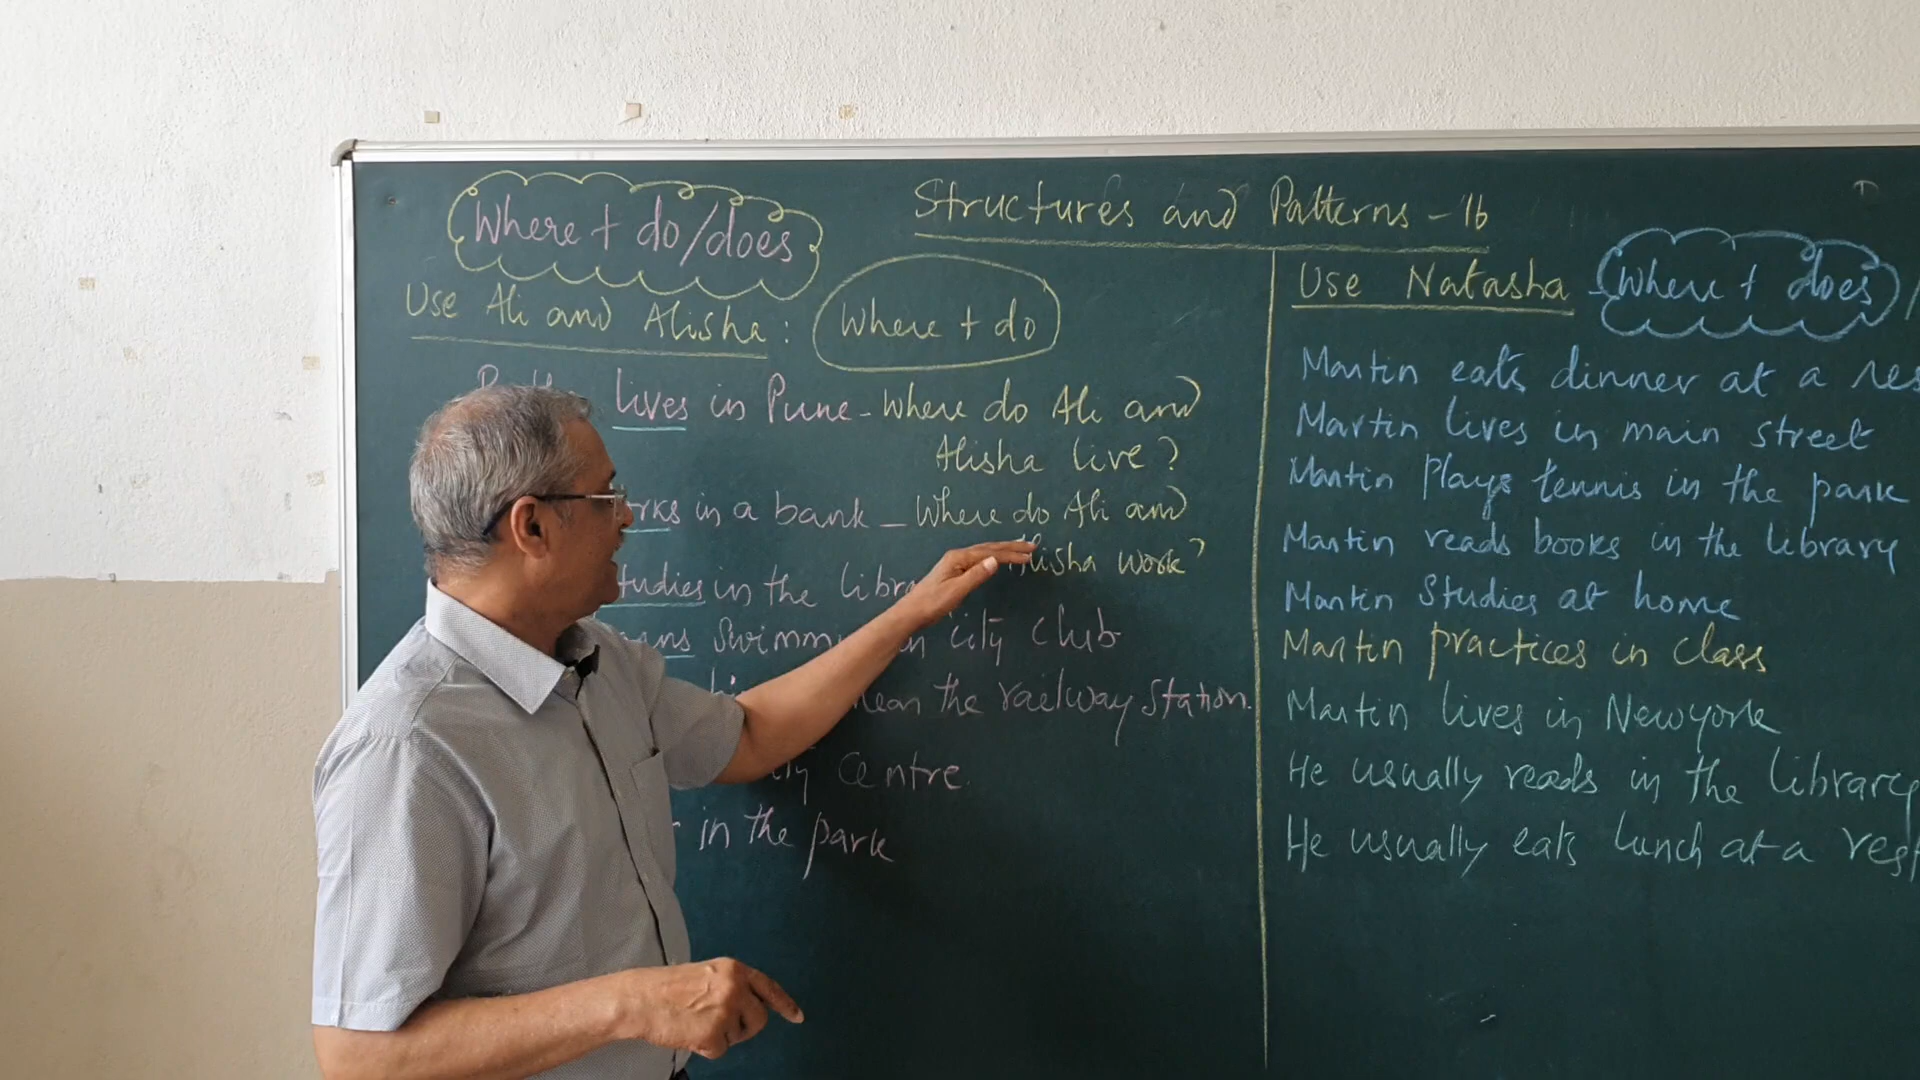 Where + do/does
Structures and Patterns - 16
Use Ali and Alisha :
Where + do
lives in Pune - Where do Ali and
Alisha live?
in a bank - Where do Ali and
Alisha work?
studies in the
city club
near the railway station.
Centre
in the park
Use Natasha - Where + does
Martin eats dinner at a
Martin lives in main street
Martin plays tennis in the park
Martin reads books in the library
Martin studies at home
Martin practices in class
Martin lives in Newyork
He usually reads in the library
He usually eats lunch at a